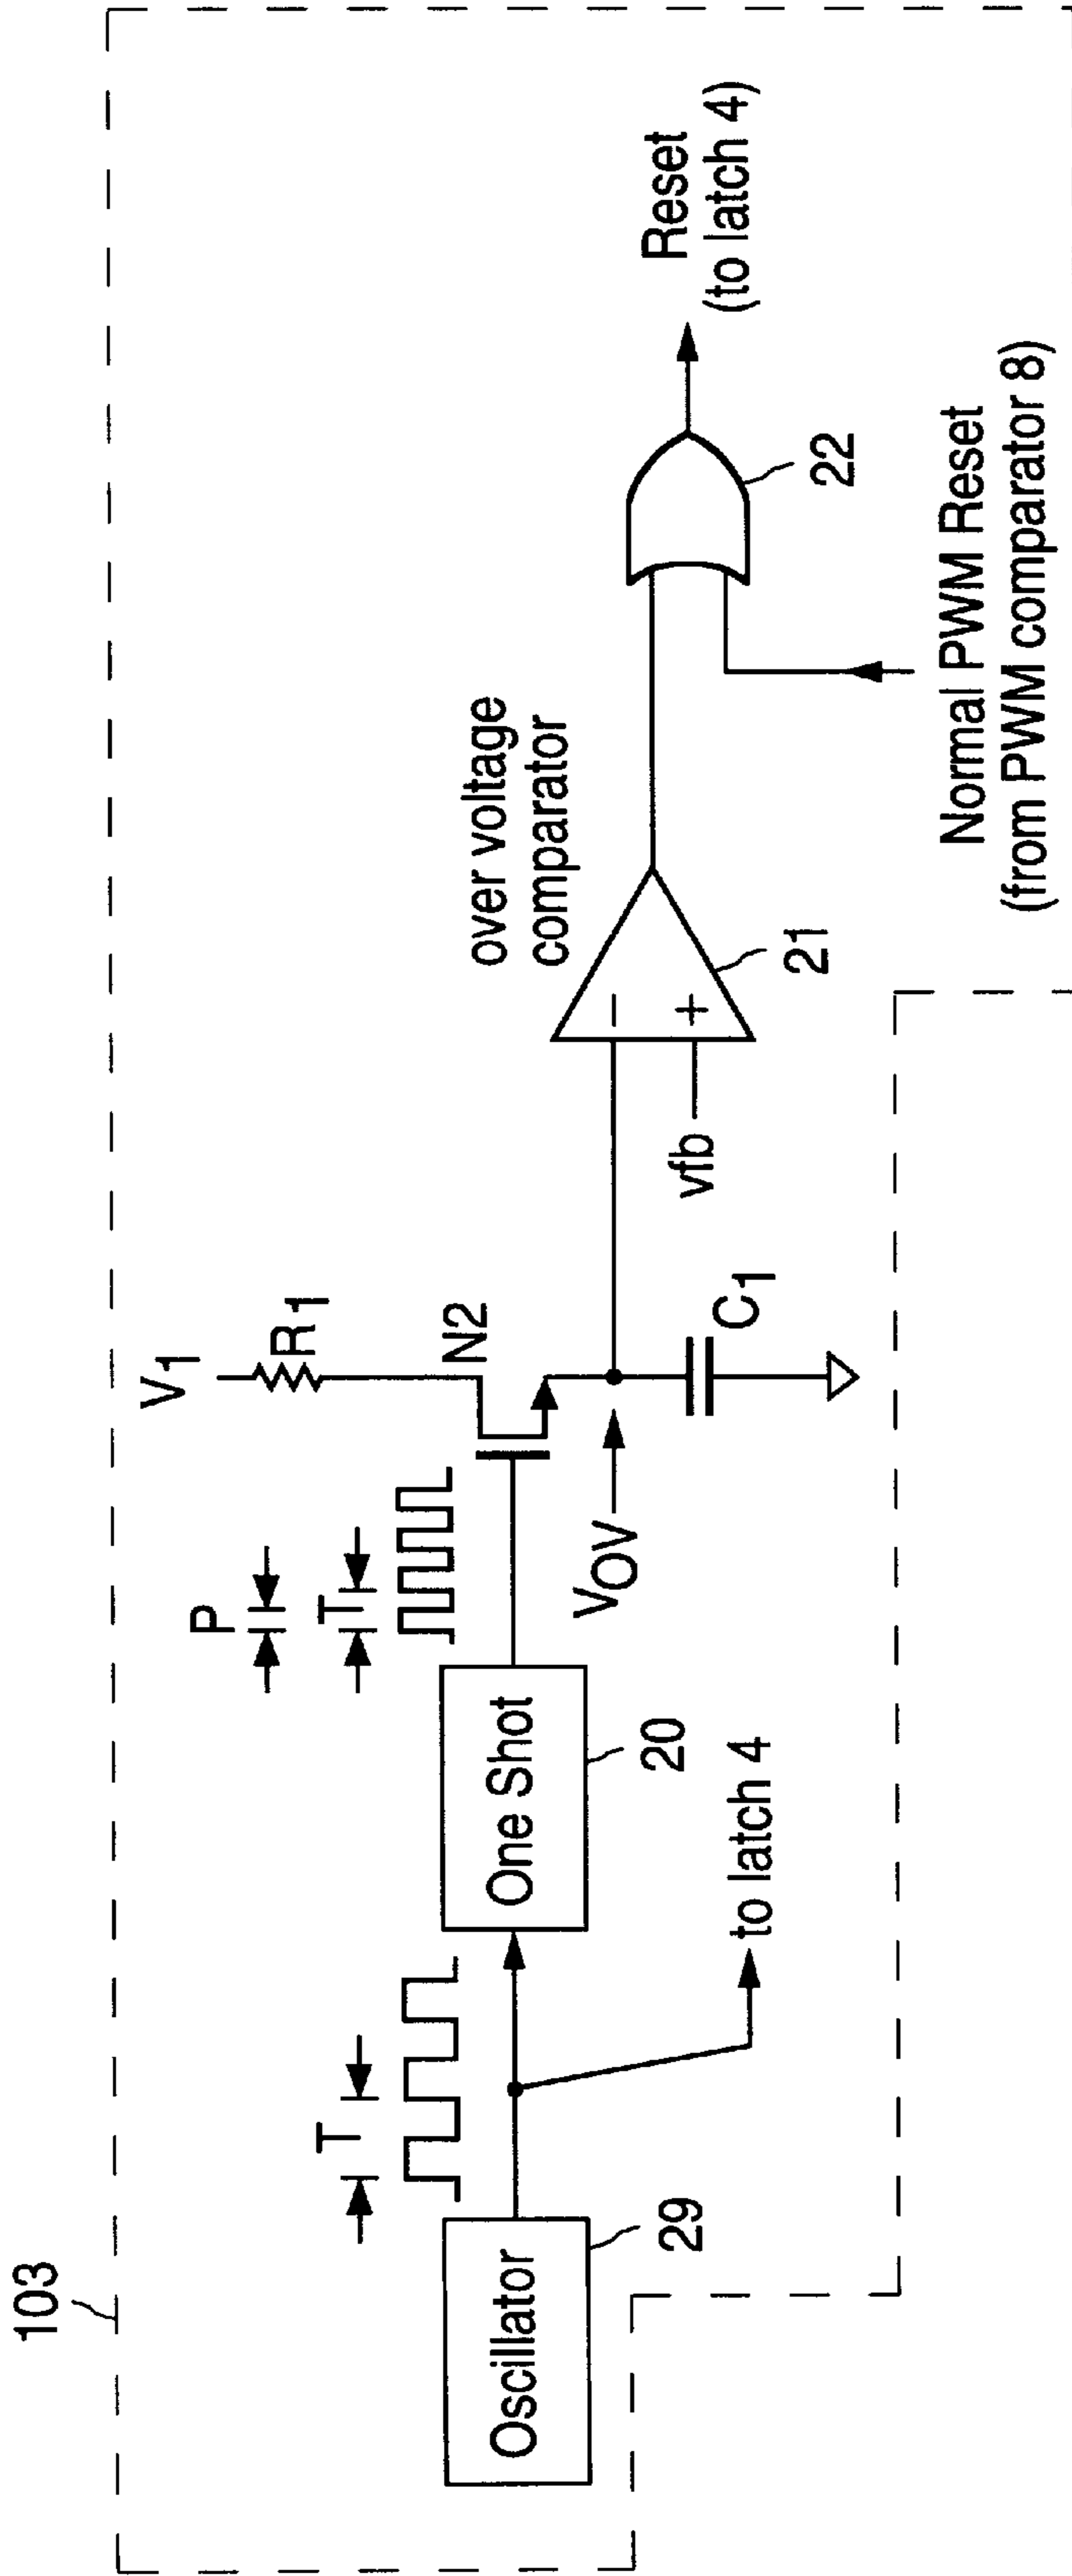 103
Oscillator
29
T
to latch 4
One Shot
20
P
T
V1
R1
N2
VOV
C1
vfb
−
+
over voltage
comparator
21
22
Normal PWM Reset
(from PWM comparator 8)
Reset
(to latch 4)